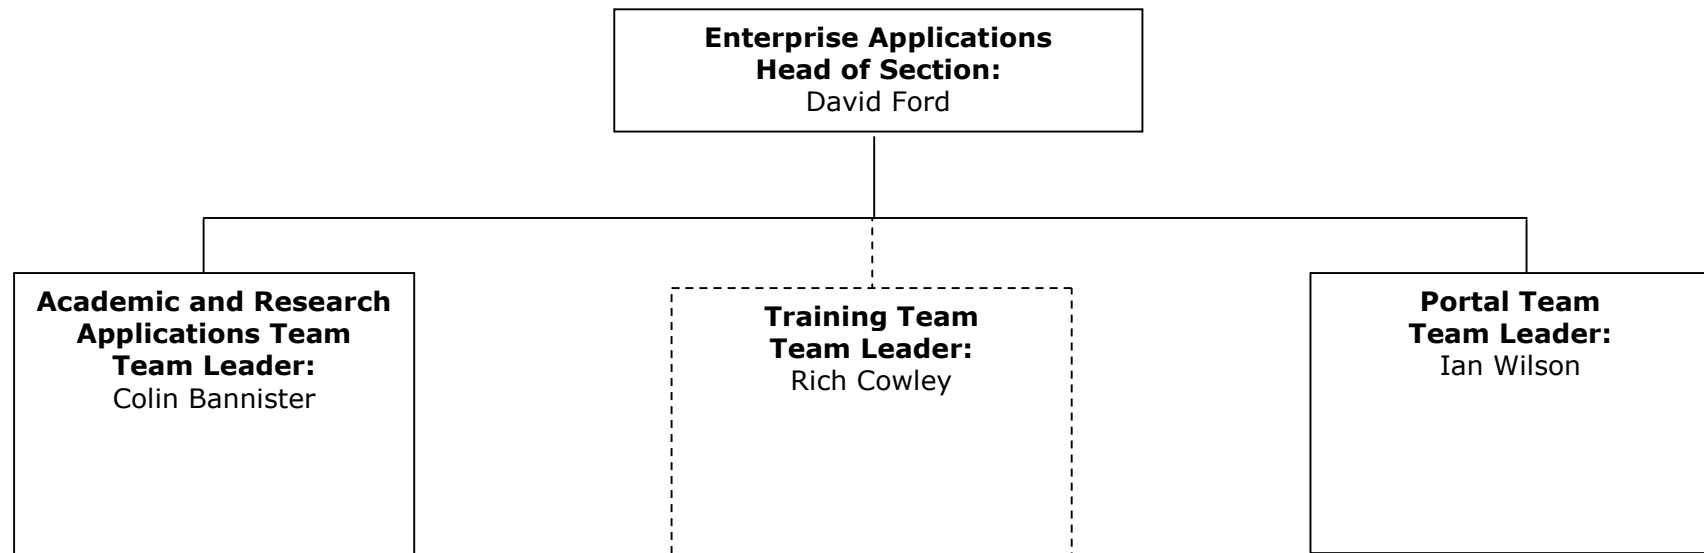 Enterprise Applications
Head of Section:
David Ford
Academic and Research
Applications Team
Team Leader:
Colin Bannister
Training Team
Team Leader:
Rich Cowley
Portal Team
Team Leader:
Ian Wilson